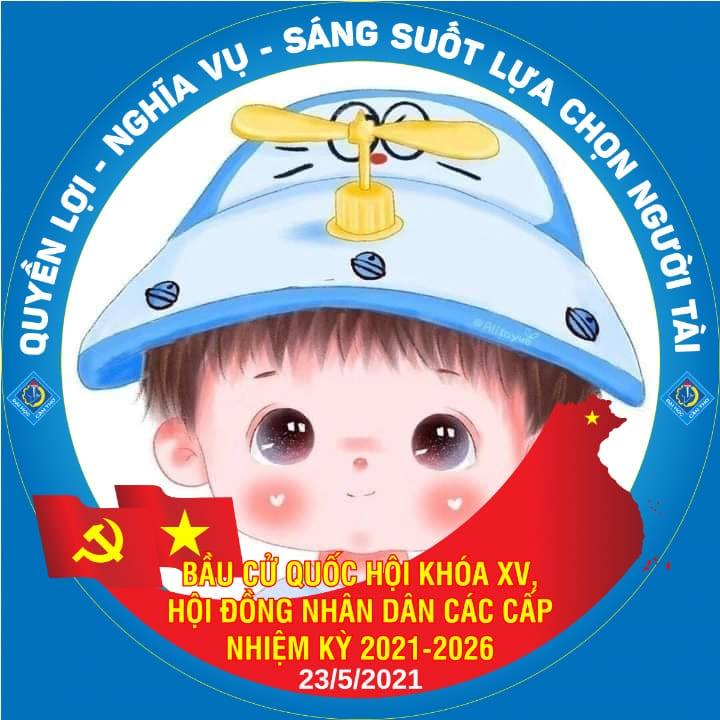 QUYỀN LỢI - NGHĨA VỤ - SÁNG SUỐT LỰA CHỌN NGƯỜI TÀI
@Alisayue
ĐẠI HỌC CẦN THƠ
ĐẠI HỌC CẦN THƠ
BẦU CỬ QUỐC HỘI KHÓA XV,
HỘI ĐỒNG NHÂN DÂN CÁC CẤP
NHIỆM KỲ 2021-2026
23/5/2021